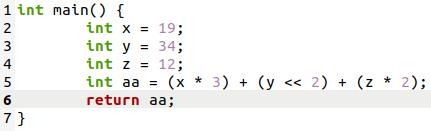 1 int main() {
2         int x = 19;
3         int y = 34;
4         int z = 12;
5         int aa = (x * 3) + (y << 2) + (z * 2);
6         return aa;
7 }